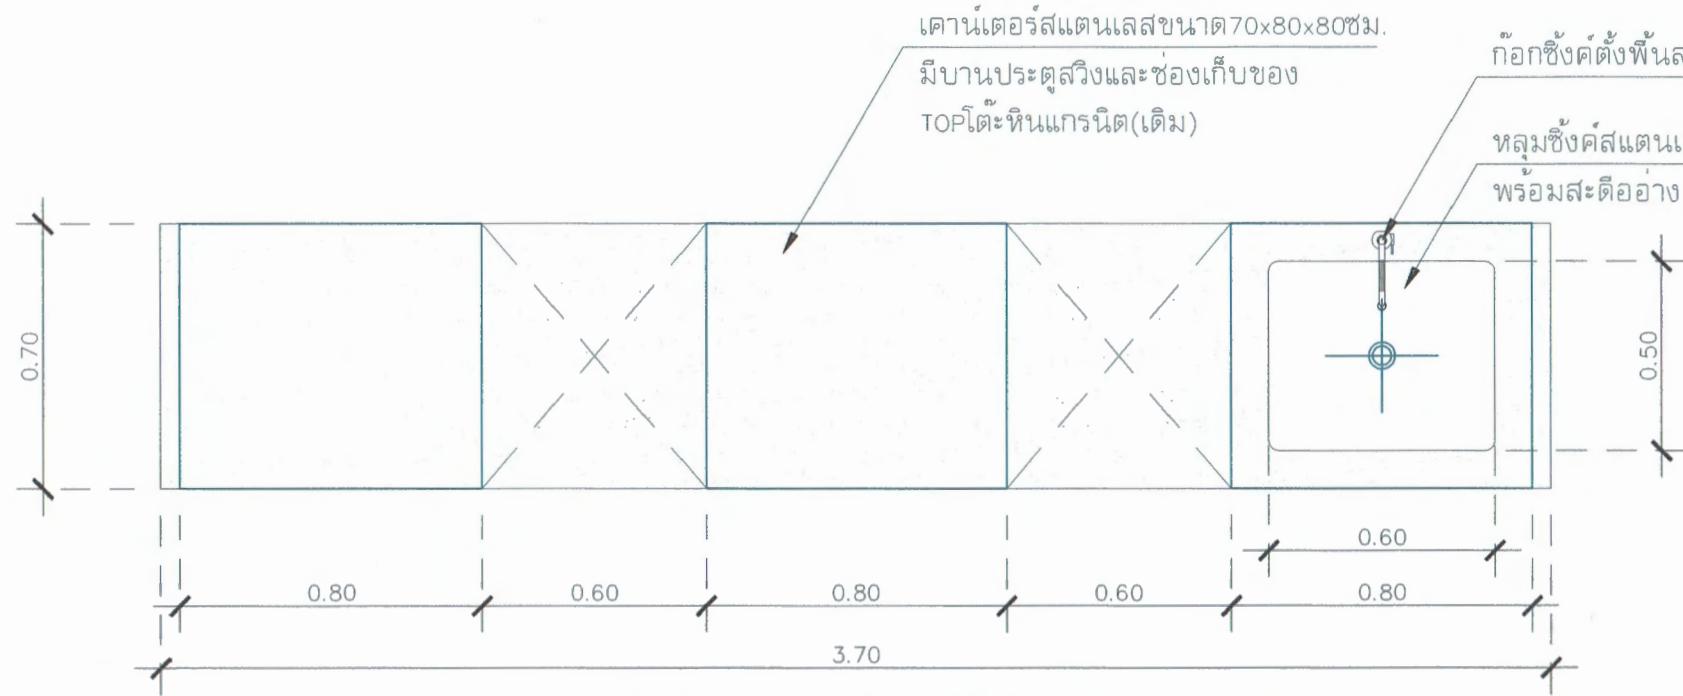 เคาน์เตอร์สแตนเลสขนาด70x80x80ซม.
มีบานประตูสวิงและช่องเก็บของ
TOPโต๊ะหินแกรนิต(เดิม)
ก๊อกซิ้งค์ตั้งพื้นส
หลุมซิ้งค์สแตนเ
พร้อมสะดืออ่าง
0.70
0.50
0.60
0.80
0.60
0.80
0.60
0.80
3.70